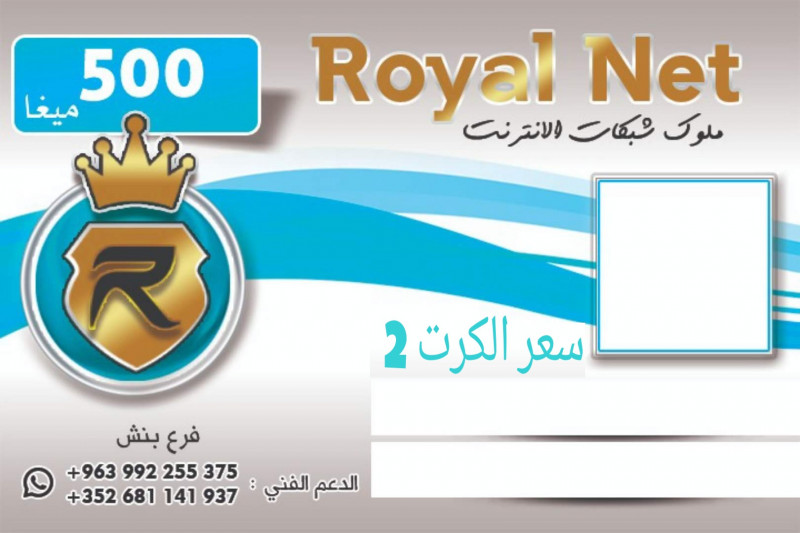 500
ميغا
Royal Net
ملوك شبكات الانترنت
R
سعر الكرت 2
فرع بنش
الدعم الفني :
+963 992 255 375
+352 681 141 937